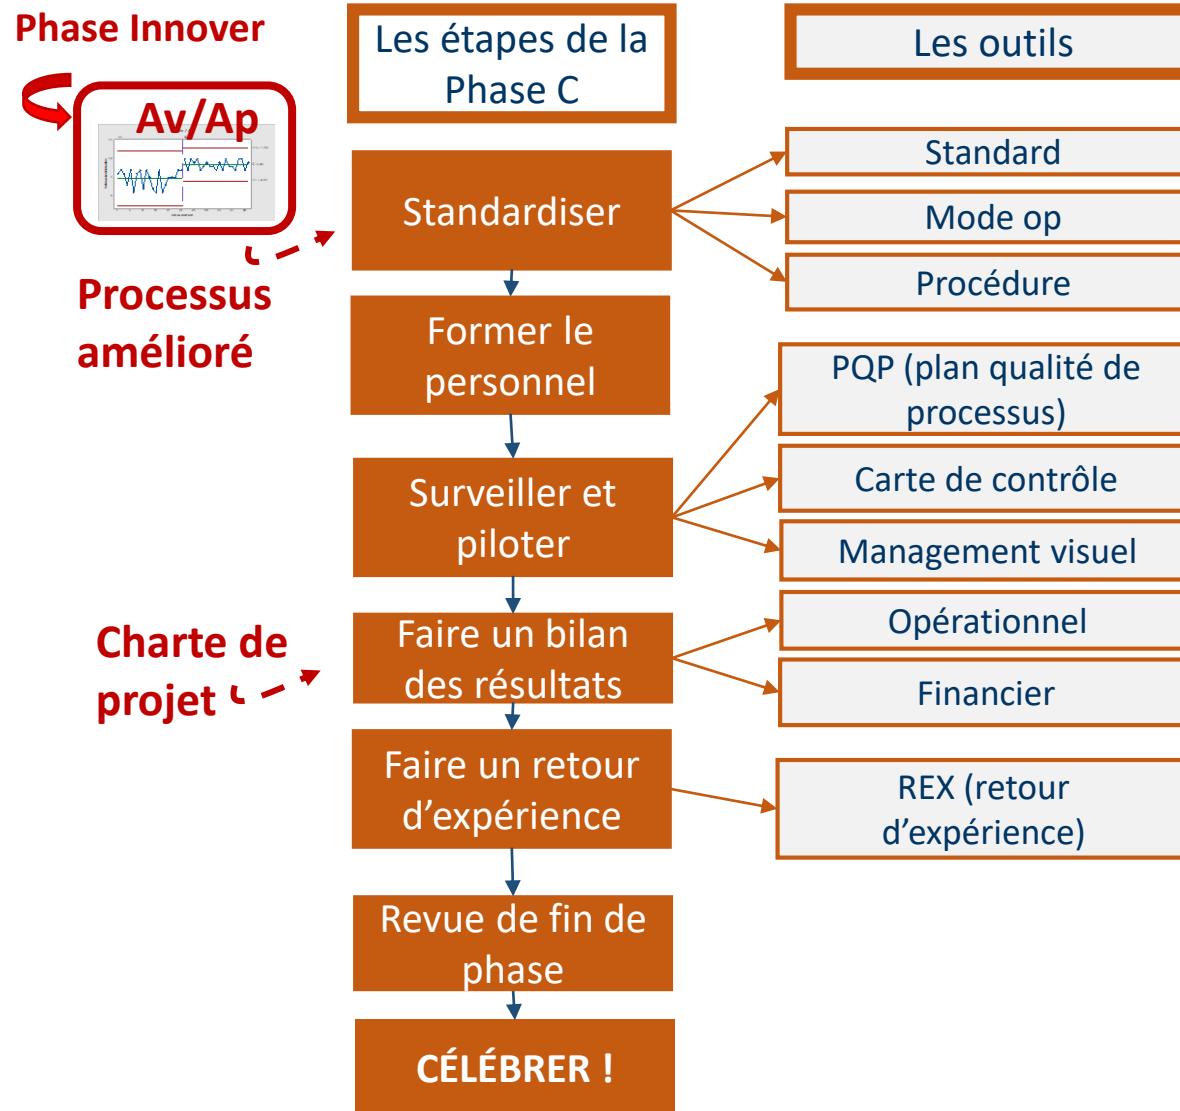 Phase Innover
Av/Ap
Processus
amélioré
Charte de
projet
Les étapes de la
Phase C
Standardiser
Former le
personnel
Surveiller et
piloter
Faire un bilan
des résultats
Faire un retour
d’expérience
Revue de fin de
phase
CÉLÉBRER !
Les outils
Standard
Mode op
Procédure
PQP (plan qualité de
processus)
Carte de contrôle
Management visuel
Opérationnel
Financier
REX (retour
d’expérience)